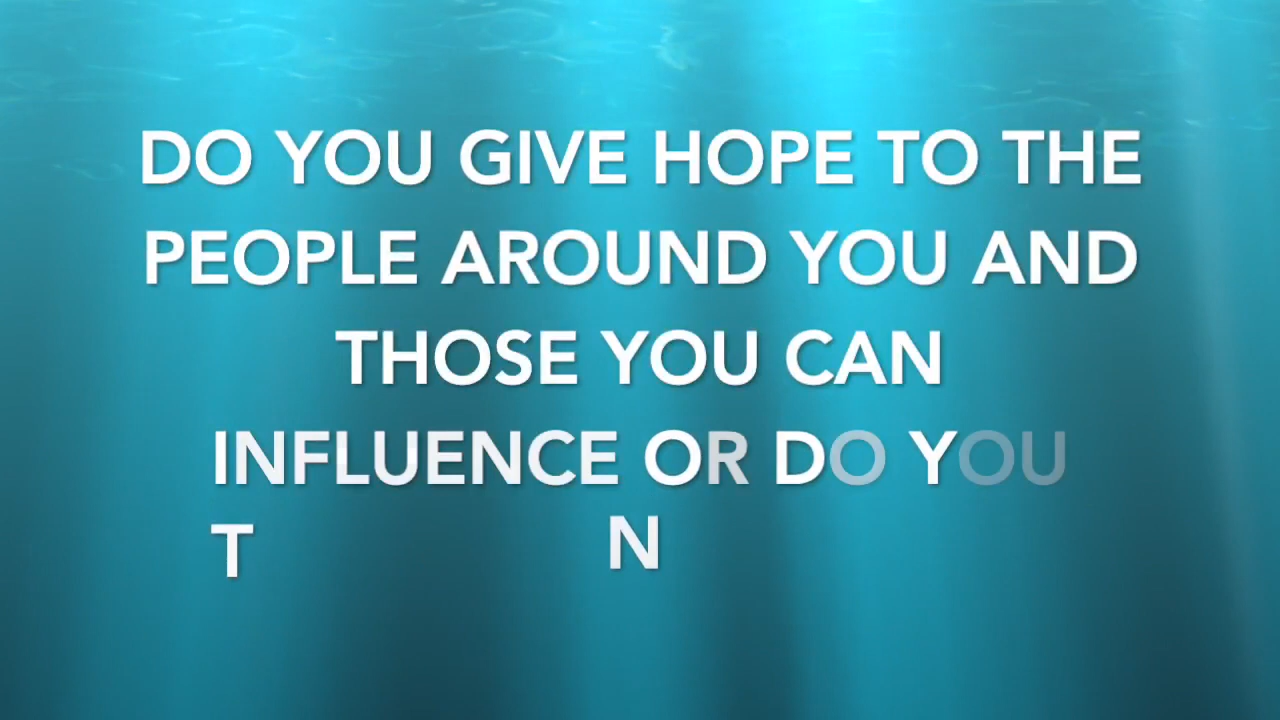 DO YOU GIVE HOPE TO THE
PEOPLE AROUND YOU AND
THOSE YOU CAN
INFLUENCE OR DO YOU
T N